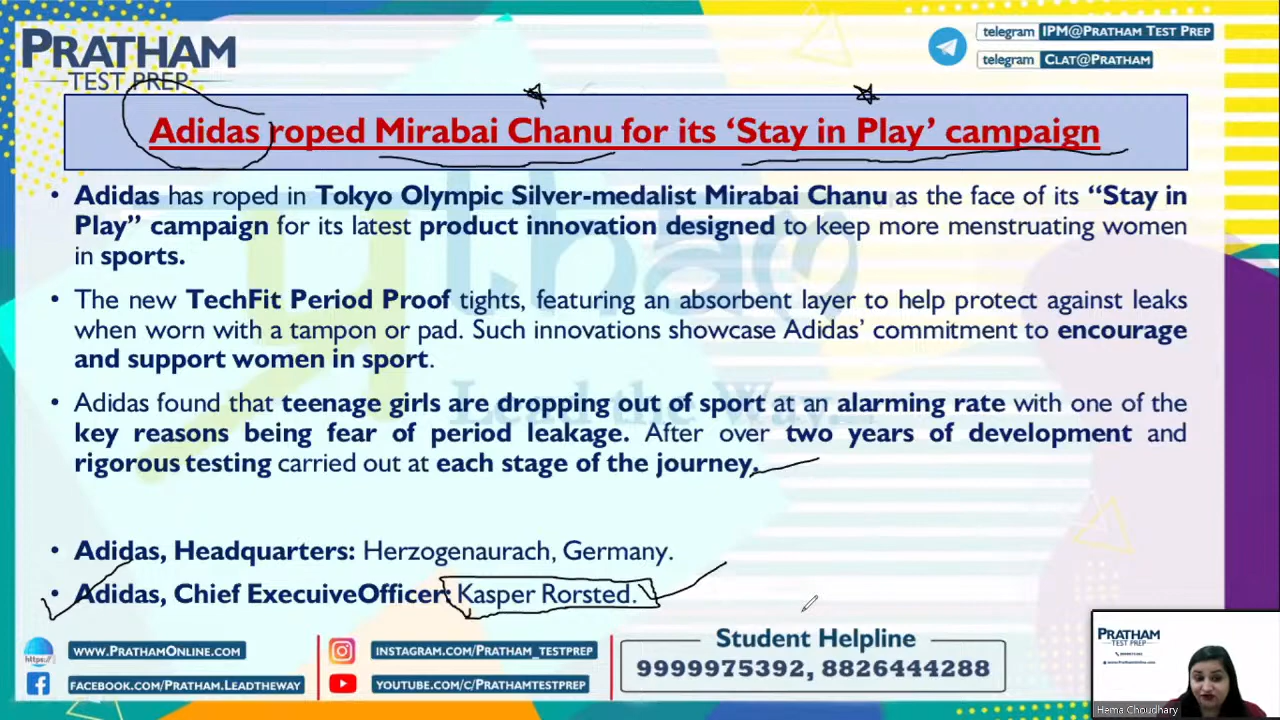 PRATHAM
TEST PREP
telegram IPM@PRATHAM TEST PREP
telegram CLAT@PRATHAM
Adidas roped Mirabai Chanu for its ‘Stay in Play’ campaign
• Adidas has roped in Tokyo Olympic Silver-medalist Mirabai Chanu as the face of its “Stay in
Play” campaign for its latest product innovation designed to keep more menstruating women
in sports.
• The new TechFit Period Proof tights, featuring an absorbent layer to help protect against leaks
when worn with a tampon or pad. Such innovations showcase Adidas’ commitment to encourage
and support women in sport.
• Adidas found that teenage girls are dropping out of sport at an alarming rate with one of the
key reasons being fear of period leakage. After over two years of development and
rigorous testing carried out at each stage of the journey.
Lead the Way...
• Adidas, Headquarters: Herzogenaurach, Germany.
• Adidas, Chief ExecuiveOfficer: Kasper Rorsted.
https://
WWW.PRATHAMONLINE.COM
FACEBOOK.COM/PRATHAM.LEADTHEWAY
INSTAGRAM.COM/PRATHAM_TESTPREP
YOUTUBE.COM/C/PRATHAMTESTPREP
Student Helpline
9999975392, 8826444288
PRATHAM
TEST PREP
9999975392
www.PrathamOnline.com
Hema Choudhary